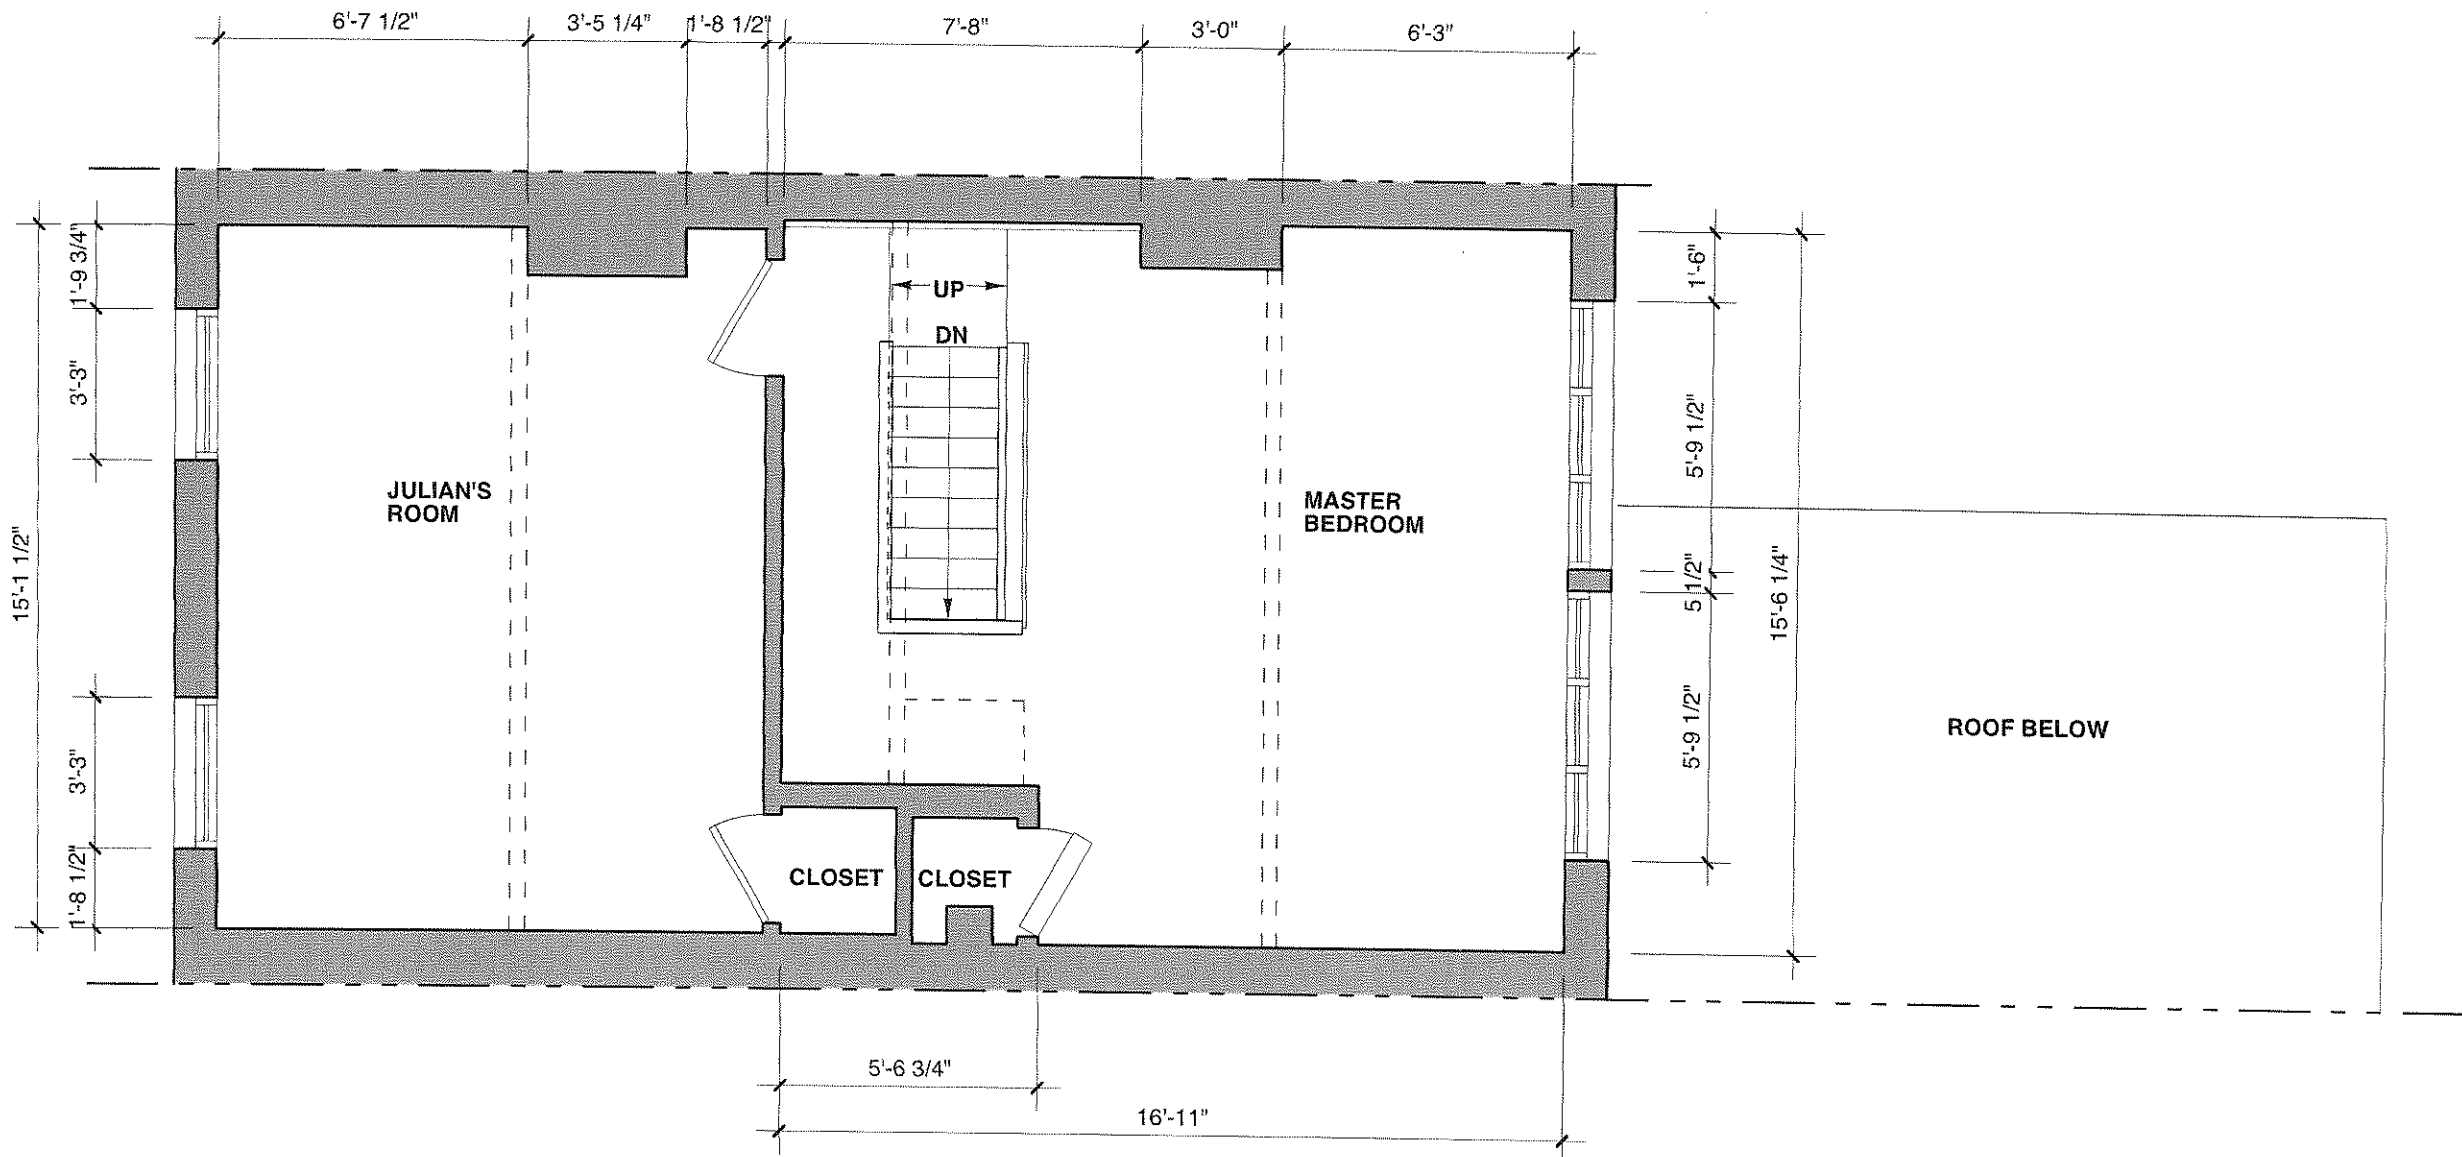 6'-7 1/2"
3'-5 1/4"
1'-8 1/2"
7'-8"
3'-0"
6'-3"
1'-9 3/4"
3'-3"
15'-1 1/2"
3'-3"
1'-8 1/2"
UP
DN
JULIAN'S
ROOM
MASTER
BEDROOM
CLOSET
CLOSET
1'-6"
5'-9 1/2"
5 1/2"
15'-6 1/4"
5'-9 1/2"
ROOF BELOW
5'-6 3/4"
16'-11"